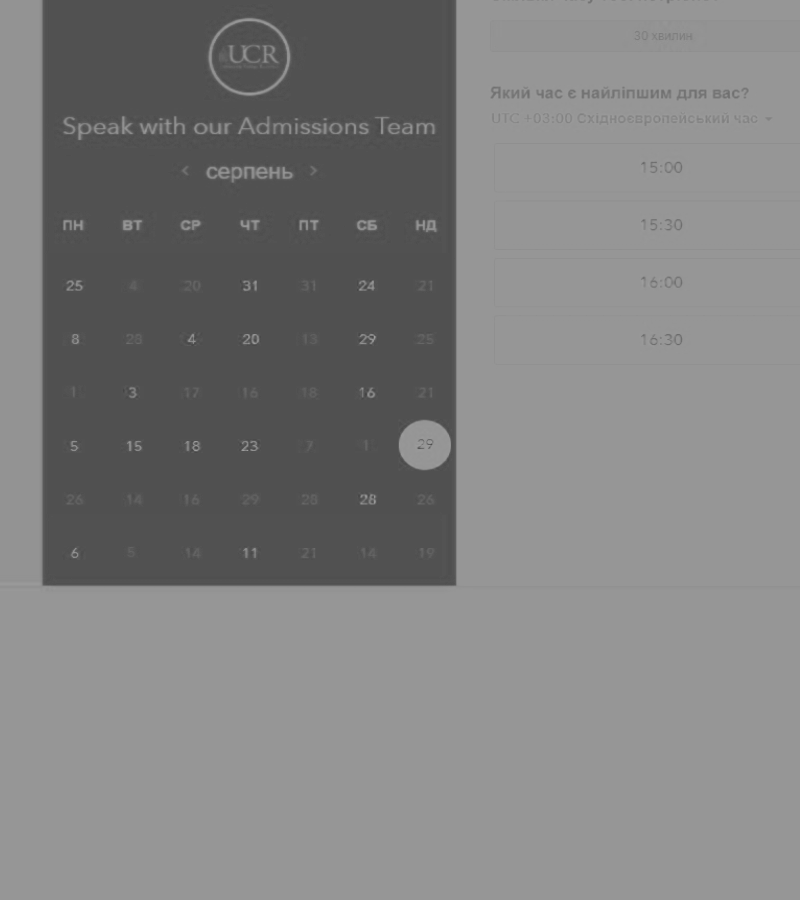 UCR
Speak with our Admissions Team
< серпень >
ПН ВТ СР ЧТ ПТ СБ НД
25 4 20 31 31 24 21
8 28 4 20 13 29 25
1 3 17 16 18 16 21
5 15 18 23 7 1 29
26 14 16 29 28 28 26
6 5 14 11 21 14 19
30 хвилин
Який час є найліпшим для вас?
UTC +03:00 Східноєвропейський час
15:00
15:30
16:00
16:30